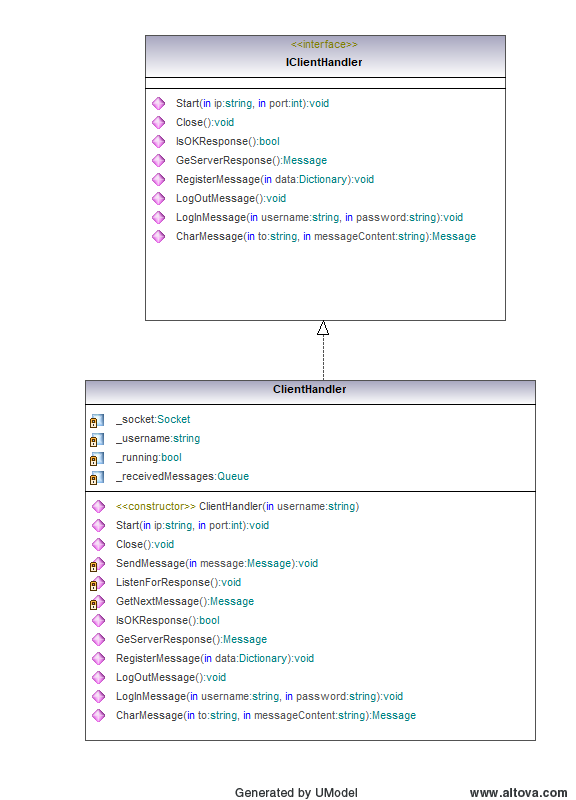 <<interface>>
IClientHandler
Start(in ip:string, in port:int):void
Close():void
IsOKResponse():bool
GeServerResponse():Message
RegisterMessage(in data:Dictionary):void
LogOutMessage():void
LogInMessage(in username:string, in password:string):void
CharMessage(in to:string, in messageContent:string):Message
ClientHandler
_socket:Socket
_username:string
_running:bool
_receivedMessages:Queue
<<constructor>> ClientHandler(in username:string)
Start(in ip:string, in port:int):void
Close():void
SendMessage(in message:Message):void
ListenForResponse():void
GetNextMessage():Message
IsOKResponse():bool
GeServerResponse():Message
RegisterMessage(in data:Dictionary):void
LogOutMessage():void
LogInMessage(in username:string, in password:string):void
CharMessage(in to:string, in messageContent:string):Message
Generated by UModel www.altova.com